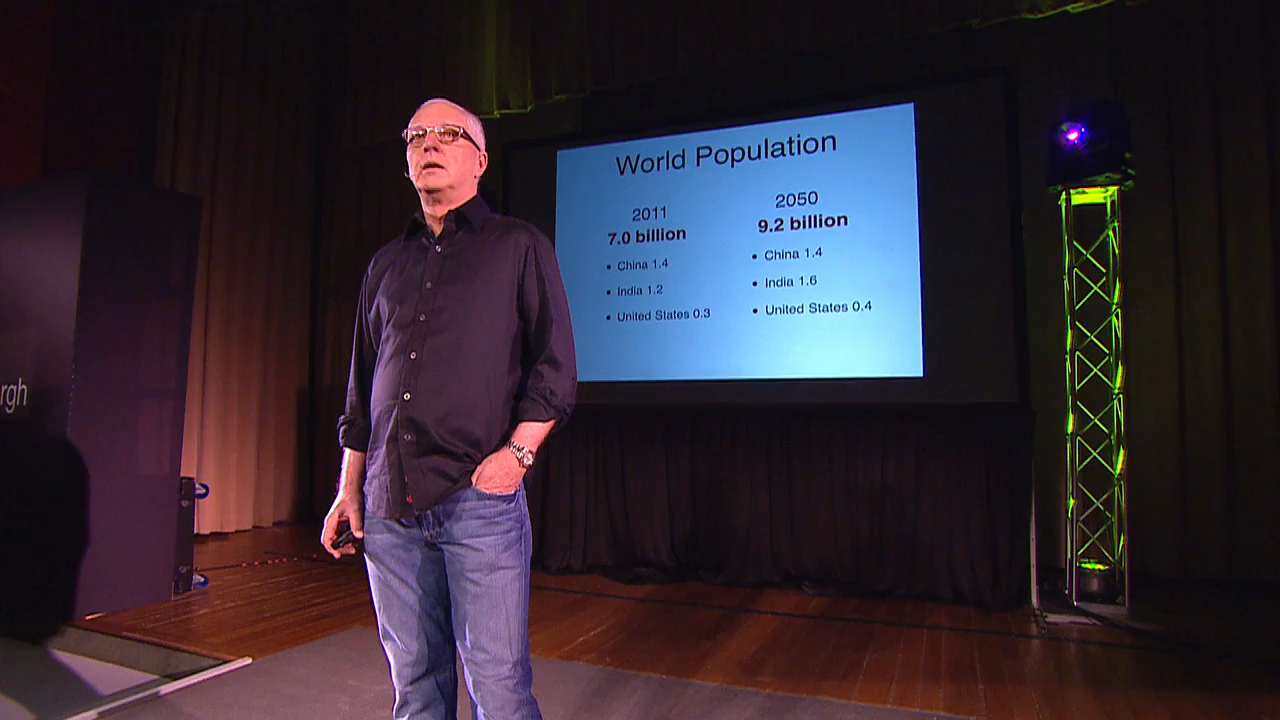 World Population
2011
7.0 billion
• China 1.4
• India 1.2
• United States 0.3
2050
9.2 billion
• China 1.4
• India 1.6
• United States 0.4
rgh